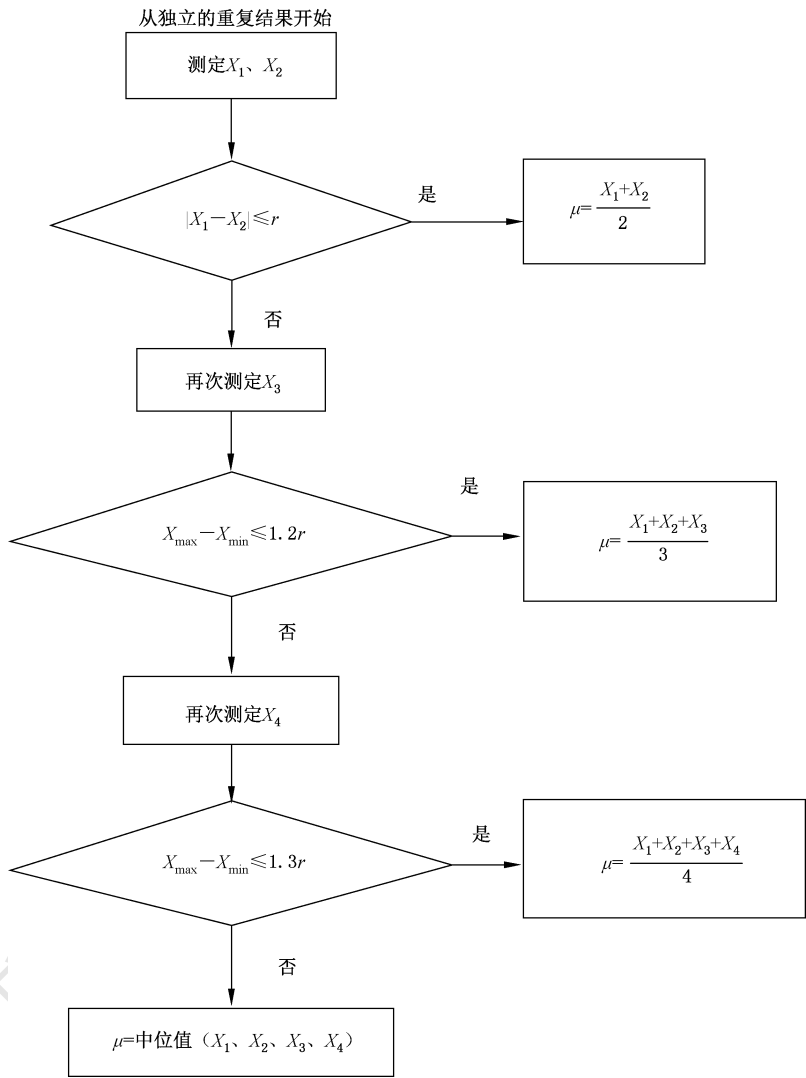 从独立的重复结果开始
测定X₁、X₂
|X₁－X₂|≤r
是
μ=(X₁+X₂)/2
否
再次测定X₃
是
Xmax－Xmin≤1.2r
μ=(X₁+X₂+X₃)/3
否
再次测定X₄
是
Xmax－Xmin≤1.3r
μ=(X₁+X₂+X₃+X₄)/4
否
μ=中位值（X₁、X₂、X₃、X₄）